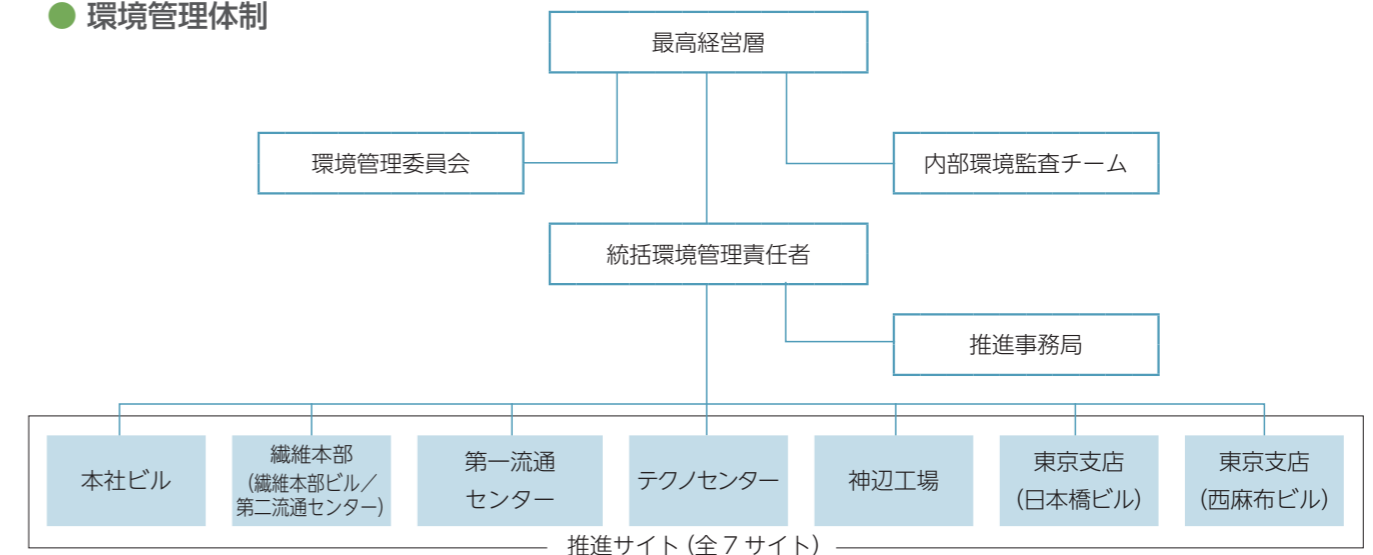 環境管理体制
最高経営層
環境管理委員会
内部環境監査チーム
統括環境管理責任者
推進事務局
本社ビル
繊維本部
(繊維本部ビル／
第二流通センター)
第一流通
センター
テクノセンター
神辺工場
東京支店
(日本橋ビル)
東京支店
(西麻布ビル)
推進サイト (全 7 サイト)